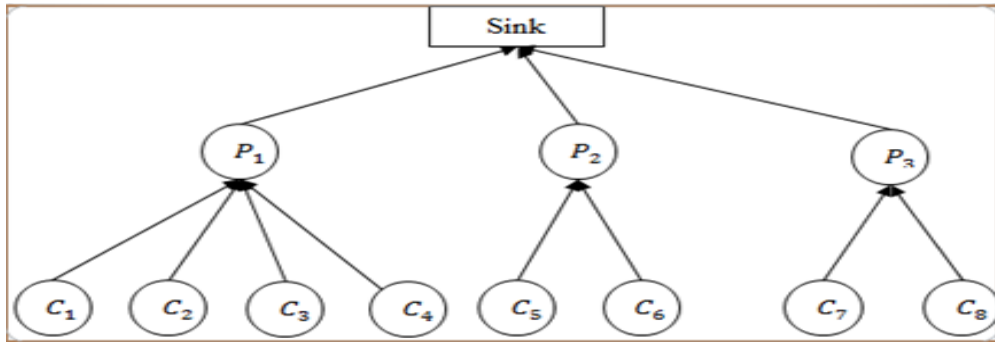 Sink
P₁ P₂ P₃
C₁ C₂ C₃ C₄ C₅ C₆ C₇ C₈